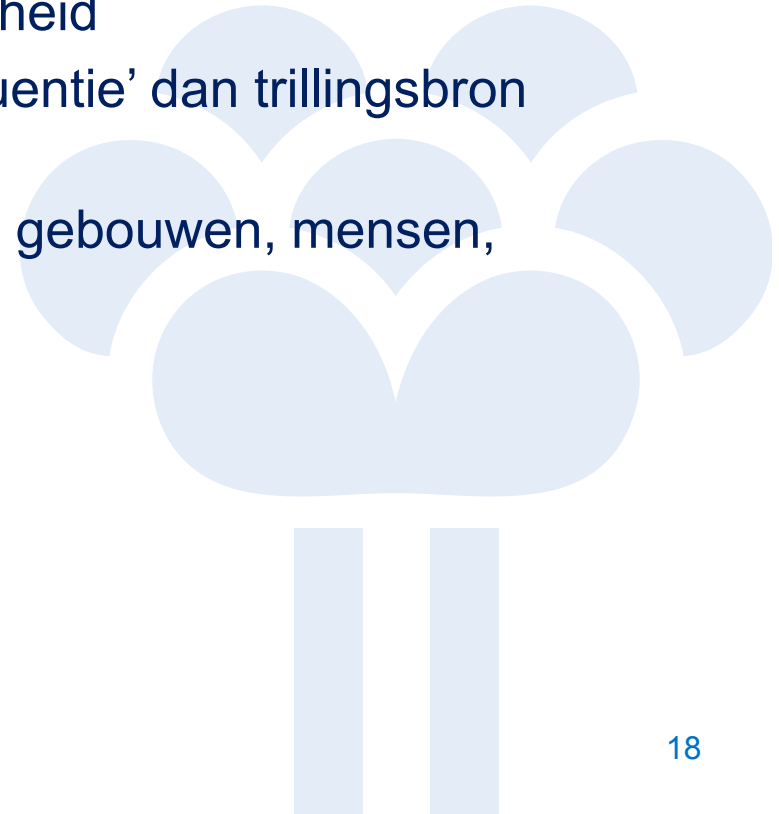 heid
uentie’ dan trillingsbron
gebouwen, mensen,
18